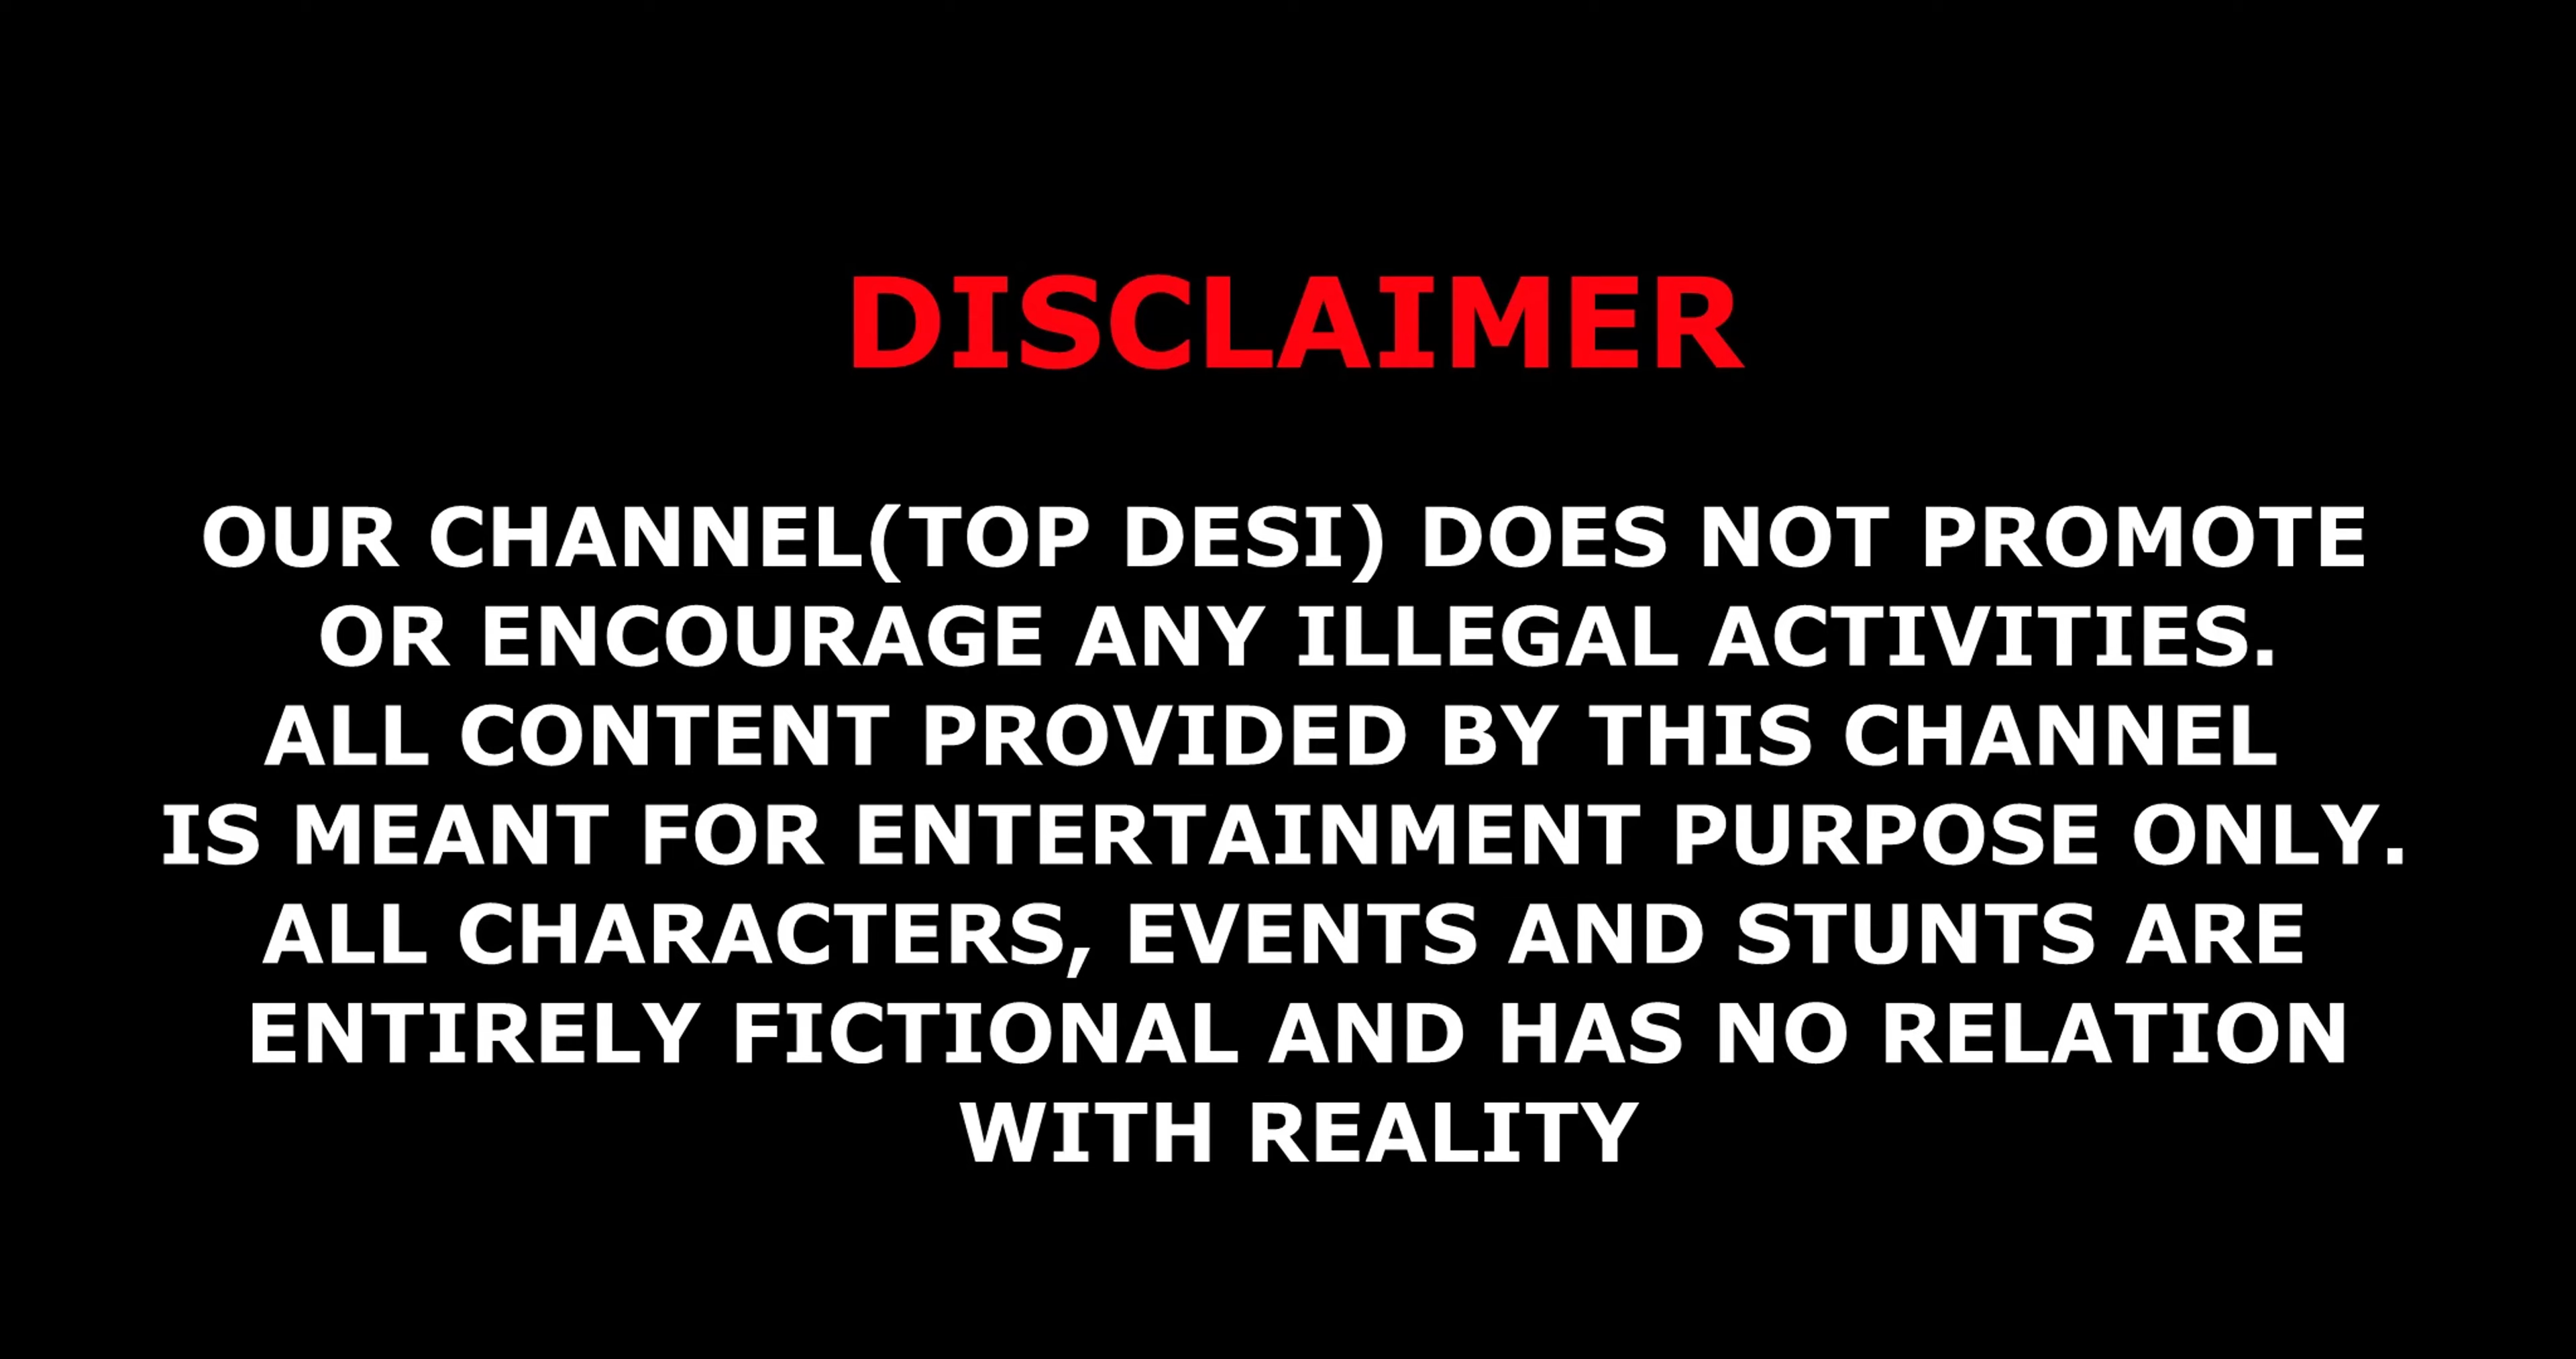 DISCLAIMER
OUR CHANNEL(TOP DESI) DOES NOT PROMOTE
OR ENCOURAGE ANY ILLEGAL ACTIVITIES.
ALL CONTENT PROVIDED BY THIS CHANNEL
IS MEANT FOR ENTERTAINMENT PURPOSE ONLY.
ALL CHARACTERS, EVENTS AND STUNTS ARE
ENTIRELY FICTIONAL AND HAS NO RELATION
WITH REALITY